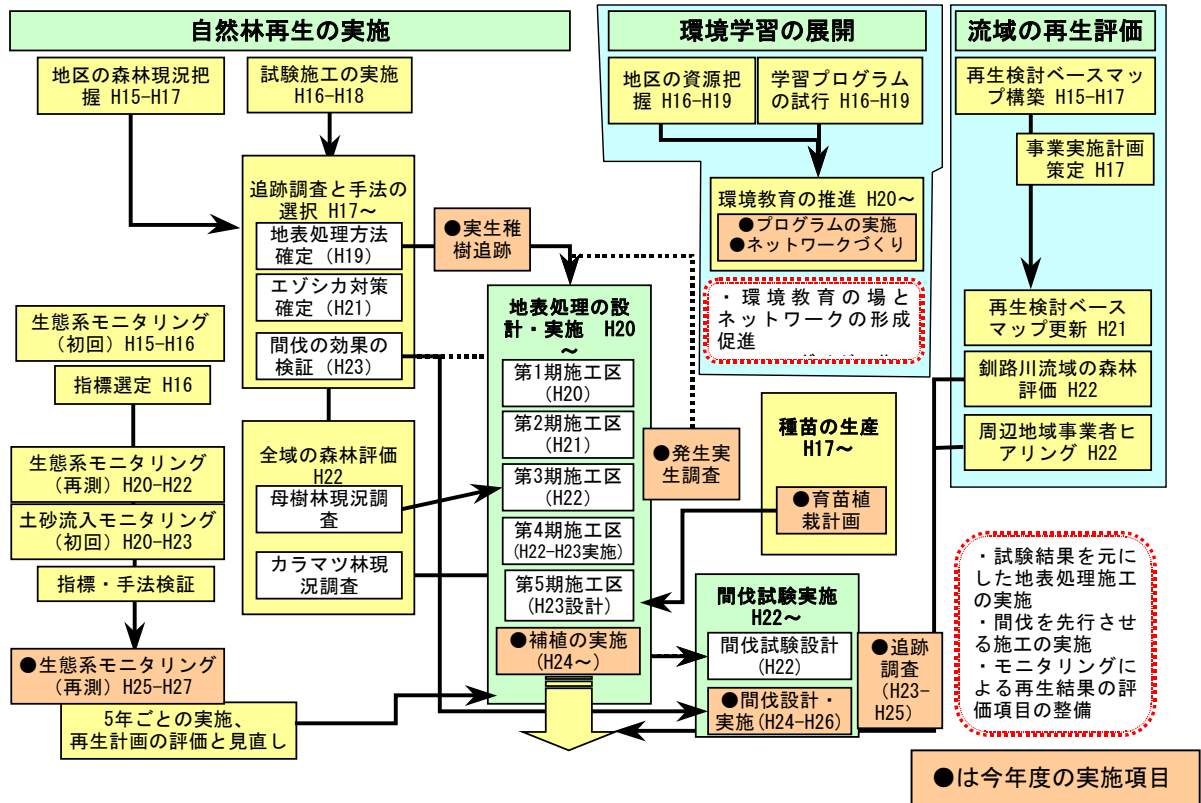 自然林再生の実施
環境学習の展開
流域の再生評価
地区の森林現況把
握 H15-H17
試験施工の実施
H16-H18
地区の資源把
握 H16-H19
学習プログラム
の試行 H16-H19
再生検討ベースマッ
プ構築 H15-H17
事業実施計画
策定 H17
追跡調査と手法の
選択 H17～
地表処理方法
確定(H19)
エゾシカ対策
確定(H21)
間伐の効果の
検証(H23)
●実生稚
樹追跡
環境教育の推進 H20～
●プログラムの実施
●ネットワークづくり
・環境教育の場と
ネットワークの形成
促進
再生検討ベース
マップ更新 H21
釧路川流域の森林
評価 H22
周辺地域事業者ヒ
アリング H22
生態系モニタリング
(初回) H15-H16
指標選定 H16
生態系モニタリング
(再測) H20-H22
土砂流入モニタリング
(初回) H20-H23
指標・手法検証
●生態系モニタリング
(再測) H25-H27
5年ごとの実施、
再生計画の評価と見直し
全域の森林評価
H22
母樹林現況調
査
カラマツ林現
況調査
地表処理の設
計・実施 H20
～
第1期施工区
(H20)
第2期施工区
(H21)
第3期施工区
(H22)
第4期施工区
(H22-H23実施)
第5期施工区
(H23設計)
●補植の実施
(H24～)
●発生実
生調査
種苗の生産
H17～
●育苗植
栽計画
間伐試験実施
H22～
間伐試験設計
(H22)
●間伐設計・
実施(H24-H26)
●追跡
調査
(H23-
H25)
・試験結果を元に
した地表処理施工
の実施
・間伐を先行させ
る施工の実施
・モニタリングに
よる再生結果の評
価項目の整備
●は今年度の実施項目